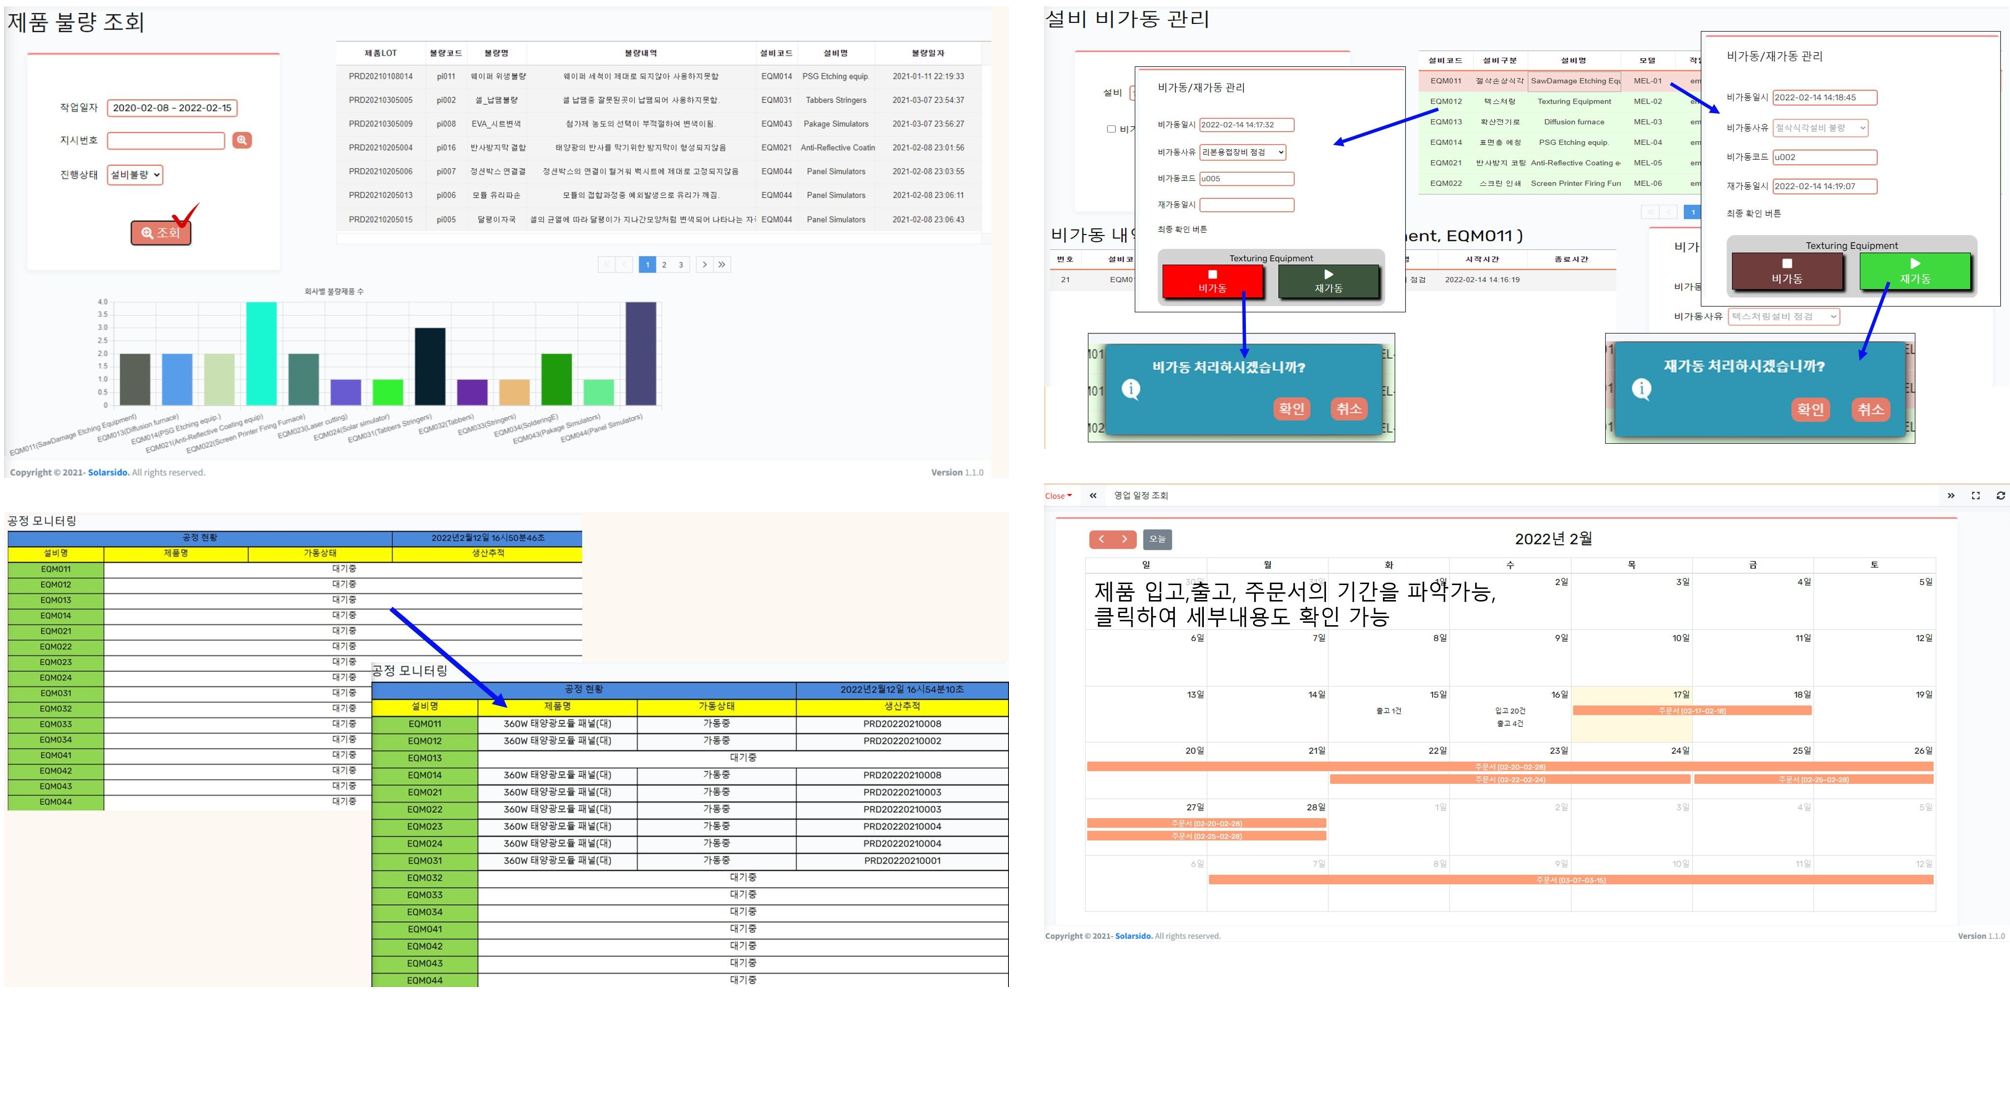 제품 불량 조회
작업일자 2020-02-08 ~ 2022-02-15
지시번호
진행상태 설비불량
조회
제품LOT 불량코드 불량명 불량내역 설비코드 설비명 불량일자
PRD20210108014 pi011 웨이퍼 위생불량 웨이퍼 세척이 제대로 되지않아 사용하지못함 EQM014 PSG Etching equip. 2021-01-11 22:19:33
PRD20210305005 pi002 셀_납땜불량 셀 납땜중 잘못된곳이 납땜되어 사용하지못함. EQM031 Tabbers Stringers 2021-03-07 23:54:37
PRD20210305009 pi008 EVA_시트변색 첨가제 농도의 선택이 부적절하여 변색이됨. EQM043 Pakage Simulators 2021-03-07 23:56:27
PRD20210205004 pi016 반사방지막 결함 태양광의 반사를 막기위한 방지막이 형성되지않음 EQM021 Anti-Reflective Coatin 2021-02-08 23:01:56
PRD20210205006 pi007 정션박스 연결결 정션박스의 연결이 헐거워 백시트에 제대로 고정되지않음 EQM044 Panel Simulators 2021-02-08 23:03:55
PRD20210205013 pi006 모듈 유리파손 모듈의 접합과정중 예외발생으로 유리가 깨짐. EQM044 Panel Simulators 2021-02-08 23:06:11
PRD20210205015 pi005 달팽이자국 셀의 균열에 따라 달팽이가 지나간모양처럼 변색되어 나타나는 자 EQM044 Panel Simulators 2021-02-08 23:06:43
« ‹ 1 2 3 › »
회사별 불량제품 수
4.0
3.5
3.0
2.5
2.0
1.5
1.0
0.5
0
EQM011(SawDamage Etching Equipment)
EQM013(Diffusion furnace)
EQM014(PSG Etching equip.)
EQM021(Anti-Reflective Coating equip)
EQM022(Screen Printer Firing Furnace)
EQM023(Laser cutting)
EQM024(Solar simulator)
EQM031(Tabbers Stringers)
EQM032(Tabbers)
EQM033(Stringers)
EQM034(SolderingE)
EQM043(Pakage Simulators)
EQM044(Panel Simulators)
Copyright © 2021- Solarsido. All rights reserved.
Version 1.1.0
설비 비가동 관리
설비
비가
설비코드 설비구분 설비명 모델 작
EQM011 절삭손상식각 SawDamage Etching Equ MEL-01 em
EQM012 텍스쳐링 Texturing Equipment MEL-02 em
EQM013 확산전기로 Diffusion furnace MEL-03 em
EQM014 표면층 에칭 PSG Etching equip. MEL-04 em
EQM021 반사방지 코팅 Anti-Reflective Coating e MEL-05 em
EQM022 스크린 인쇄 Screen Printer Firing Furn MEL-06 em
1
비가동 내 ent, EQM011 )
번호 설비코 명 시작시간 종료시간
21 EQM0 점검 2022-02-14 14:16:19
비가동/재가동 관리
비가동일시 2022-02-14 14:17:32
비가동사유 리본용접장비 점검
비가동코드 u005
재가동일시
최종 확인 버튼
Texturing Equipment
비가동 재가동
비가동/재가동 관리
비가동일시 2022-02-14 14:18:45
비가동사유 절삭식각설비 불량
비가동코드 u002
재가동일시 2022-02-14 14:19:07
최종 확인 버튼
Texturing Equipment
비가동 재가동
비가
비가동
비가동사유 텍스처링설비 점검
비가동 처리하시겠습니까?
확인 취소
재가동 처리하시겠습니까?
확인 취소
공정 모니터링
공정 현황 2022년2월12일 16시50분46초
설비명 제품명 가동상태 생산추적
EQM011 대기중
EQM012 대기중
EQM013 대기중
EQM014 대기중
EQM021 대기중
EQM022 대기중
EQM023 대기중
EQM024 대기중
EQM031 대기중
EQM032 대기중
EQM033 대기중
EQM034 대기중
EQM041 대기중
EQM042 대기중
EQM043 대기중
EQM044 대기중
공정 모니터링
공정 현황 2022년2월12일 16시54분10초
설비명 제품명 가동상태 생산추적
EQM011 360W 태양광모듈 패널(대) 가동중 PRD20220210008
EQM012 360W 태양광모듈 패널(대) 가동중 PRD20220210002
EQM013 대기중
EQM014 360W 태양광모듈 패널(대) 가동중 PRD20220210008
EQM021 360W 태양광모듈 패널(대) 가동중 PRD20220210003
EQM022 360W 태양광모듈 패널(대) 가동중 PRD20220210003
EQM023 360W 태양광모듈 패널(대) 가동중 PRD20220210004
EQM024 360W 태양광모듈 패널(대) 가동중 PRD20220210004
EQM031 360W 태양광모듈 패널(대) 가동중 PRD20220210001
EQM032 대기중
EQM033 대기중
EQM034 대기중
EQM041 대기중
EQM042 대기중
EQM043 대기중
EQM044 대기중
Close « 영업 일정 조회 »
오늘 2022년 2월
일 월 화 수 목 금 토
1일 2일 3일 4일 5일
제품 입고,출고, 주문서의 기간을 파악가능,
클릭하여 세부내용도 확인 가능
6일 7일 8일 9일 10일 11일 12일
13일 14일 15일 16일 17일 18일 19일
출고 1건 입고 20건 주문서 (02-17-02-18)
출고 4건
20일 21일 22일 23일 24일 25일 26일
주문서 (02-20-02-28)
주문서 (02-22-02-24) 주문서 (02-25-02-28)
27일 28일 1일 2일 3일 4일 5일
주문서 (02-20-02-28)
주문서 (02-25-02-28)
6일 7일 8일 9일 10일 11일 12일
주문서 (03-07-03-15)
Copyright © 2021- Solarsido. All rights reserved.
Version 1.1.0